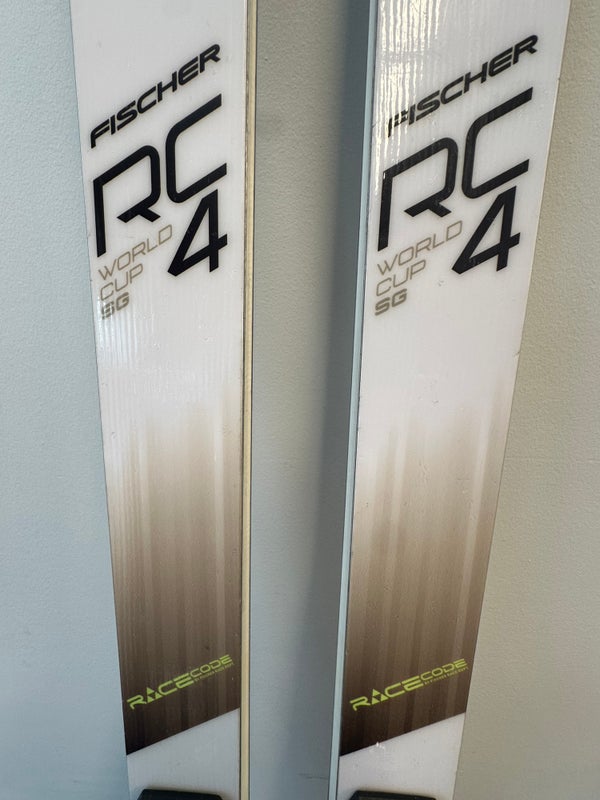 FISCHER
RC
4
WORLD
CUP
SG
RACECODE
FISCHER
RC
4
WORLD
CUP
SG
RACECODE